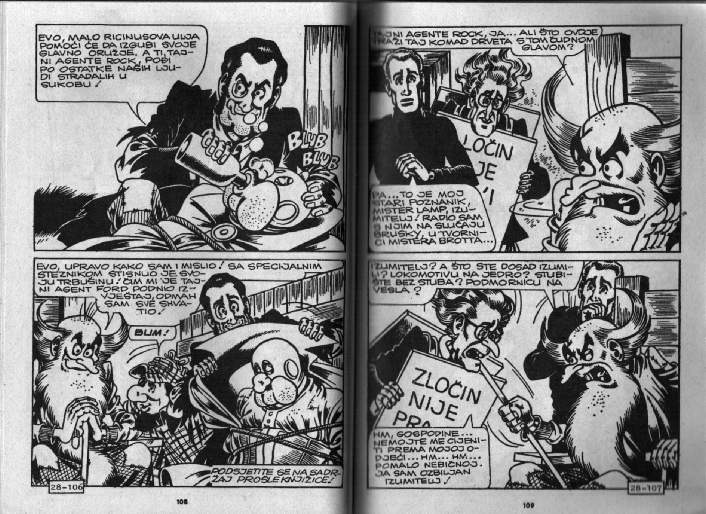 EVO, MALO RICINUSOVA ULJA
POMOĆI ĆE DA IZGUBI SVOJE
GLAVNO ORUŽJE. A TI, TAJ-
NI AGENTE ROCK, POĐI
PO OSTATKE NAŠIH LJU-
DI STRADALIH U
SUKOBU!
BLUB
BLUB
EVO, UPRAVO KAKO SAM I MISLIO! SA SPECIJALNIM
STEZNIKOM STISNUO JE SVO-
JU TRBUŠINU! ČIM MI JE TAJ-
NI AGENT FORD PODNIO IZ-
VJEŠTAJ, ODMAH
SAM SVE SHVA-
TIO!
BUM!
PODSJETITE SE NA SADR-
ŽAJ PROŠLE KNJIŽICE!
28-106
108
TAJNI AGENTE ROCK, JA... ALI ŠTO OVDJE
TRAŽI TAJ KOMAD DRVETA S TOM ČUDNOM
GLAVOM?
LOČIN
JE
PA... TO JE MOJ
STARI POZNANIK,
MISTER LAMP, IZU-
MITELJ! RADIO SAM
S NJIM NA SLUČAJU
BRUSKY, U TVORNI-
CI MISTERA BROTTA...
IZUMITELJ? A ŠTO STE DOSAD IZUMI-
LI? LOKOMOTIVU NA JEDRO? STUBI-
ŠTE BEZ STUBA? PODMORNICU NA
VESLA?
ZLOČIN
NIJE
PRA
HM, GOSPODINE...
NEMOJTE ME CIJENI-
TI PREMA MOJOJ O-
DJEĆI... HM... HM...
POMALO NEOBIČNOJ.
JA SAM OZBILJAN
IZUMITELJ!
28-107
109